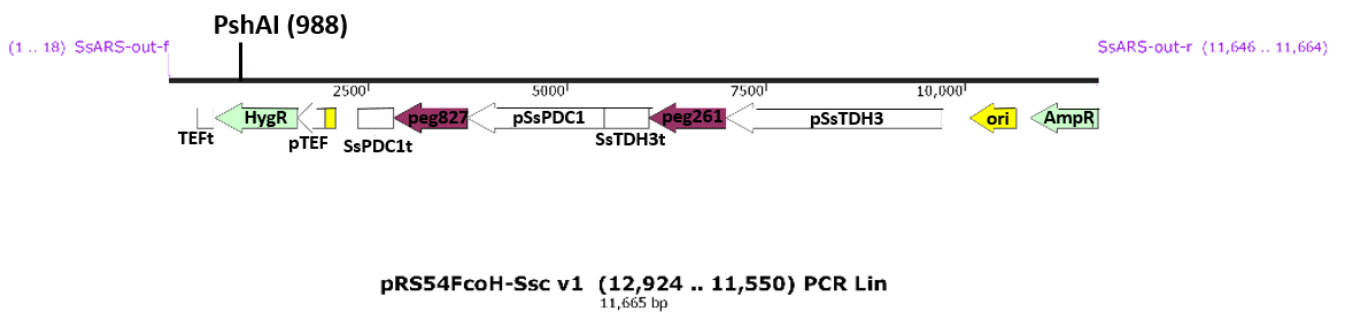 PshAI (988)
(1 .. 18) SsARS-out-f
SsARS-out-r (11,646 .. 11,664)
2500 5000 7500 10,000
HygR peg827 pSsPDC1 peg261 pSsTDH3 ori AmpR
TEFt pTEF SsPDC1t SsTDH3t
pRS54FcoH-Ssc v1 (12,924 .. 11,550) PCR Lin
11,665 bp